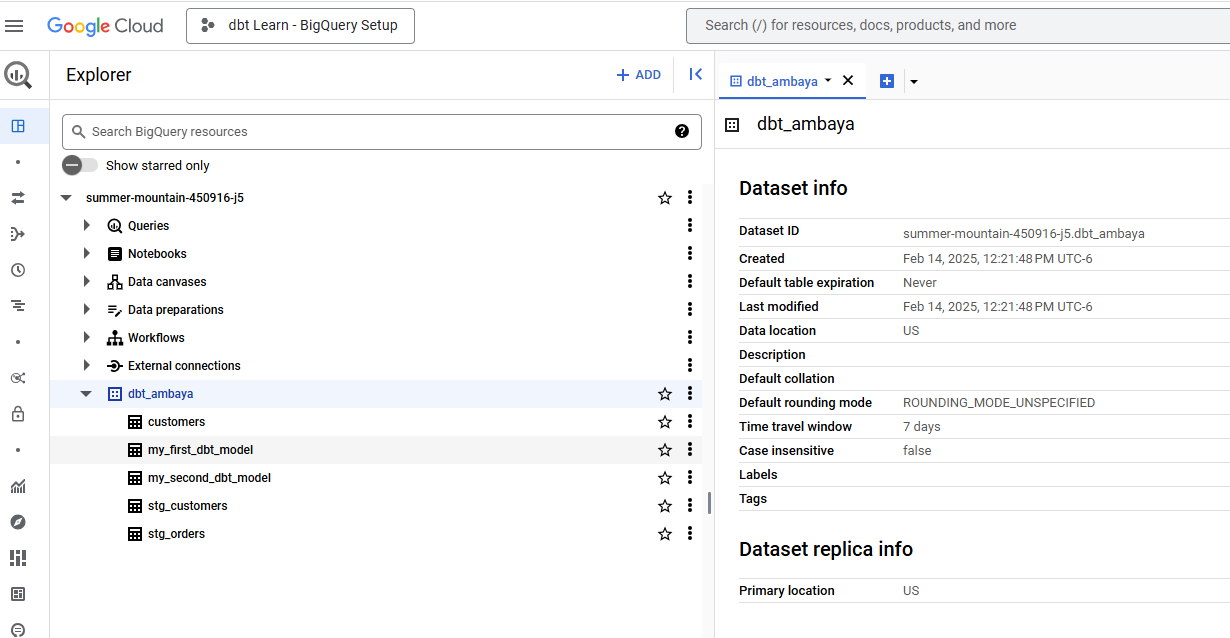 Google Cloud
dbt Learn - BigQuery Setup
Search (/) for resources, docs, products, and more
Explorer
+ ADD
Search BigQuery resources
?
Show starred only
summer-mountain-450916-j5
Queries
Notebooks
Data canvases
Data preparations
Workflows
External connections
dbt_ambaya
customers
my_first_dbt_model
my_second_dbt_model
stg_customers
stg_orders
dbt_ambaya
dbt_ambaya
Dataset info
Dataset ID summer-mountain-450916-j5.dbt_ambaya
Created Feb 14, 2025, 12:21:48 PM UTC-6
Default table expiration Never
Last modified Feb 14, 2025, 12:21:48 PM UTC-6
Data location US
Description
Default collation
Default rounding mode ROUNDING_MODE_UNSPECIFIED
Time travel window 7 days
Case insensitive false
Labels
Tags
Dataset replica info
Primary location US